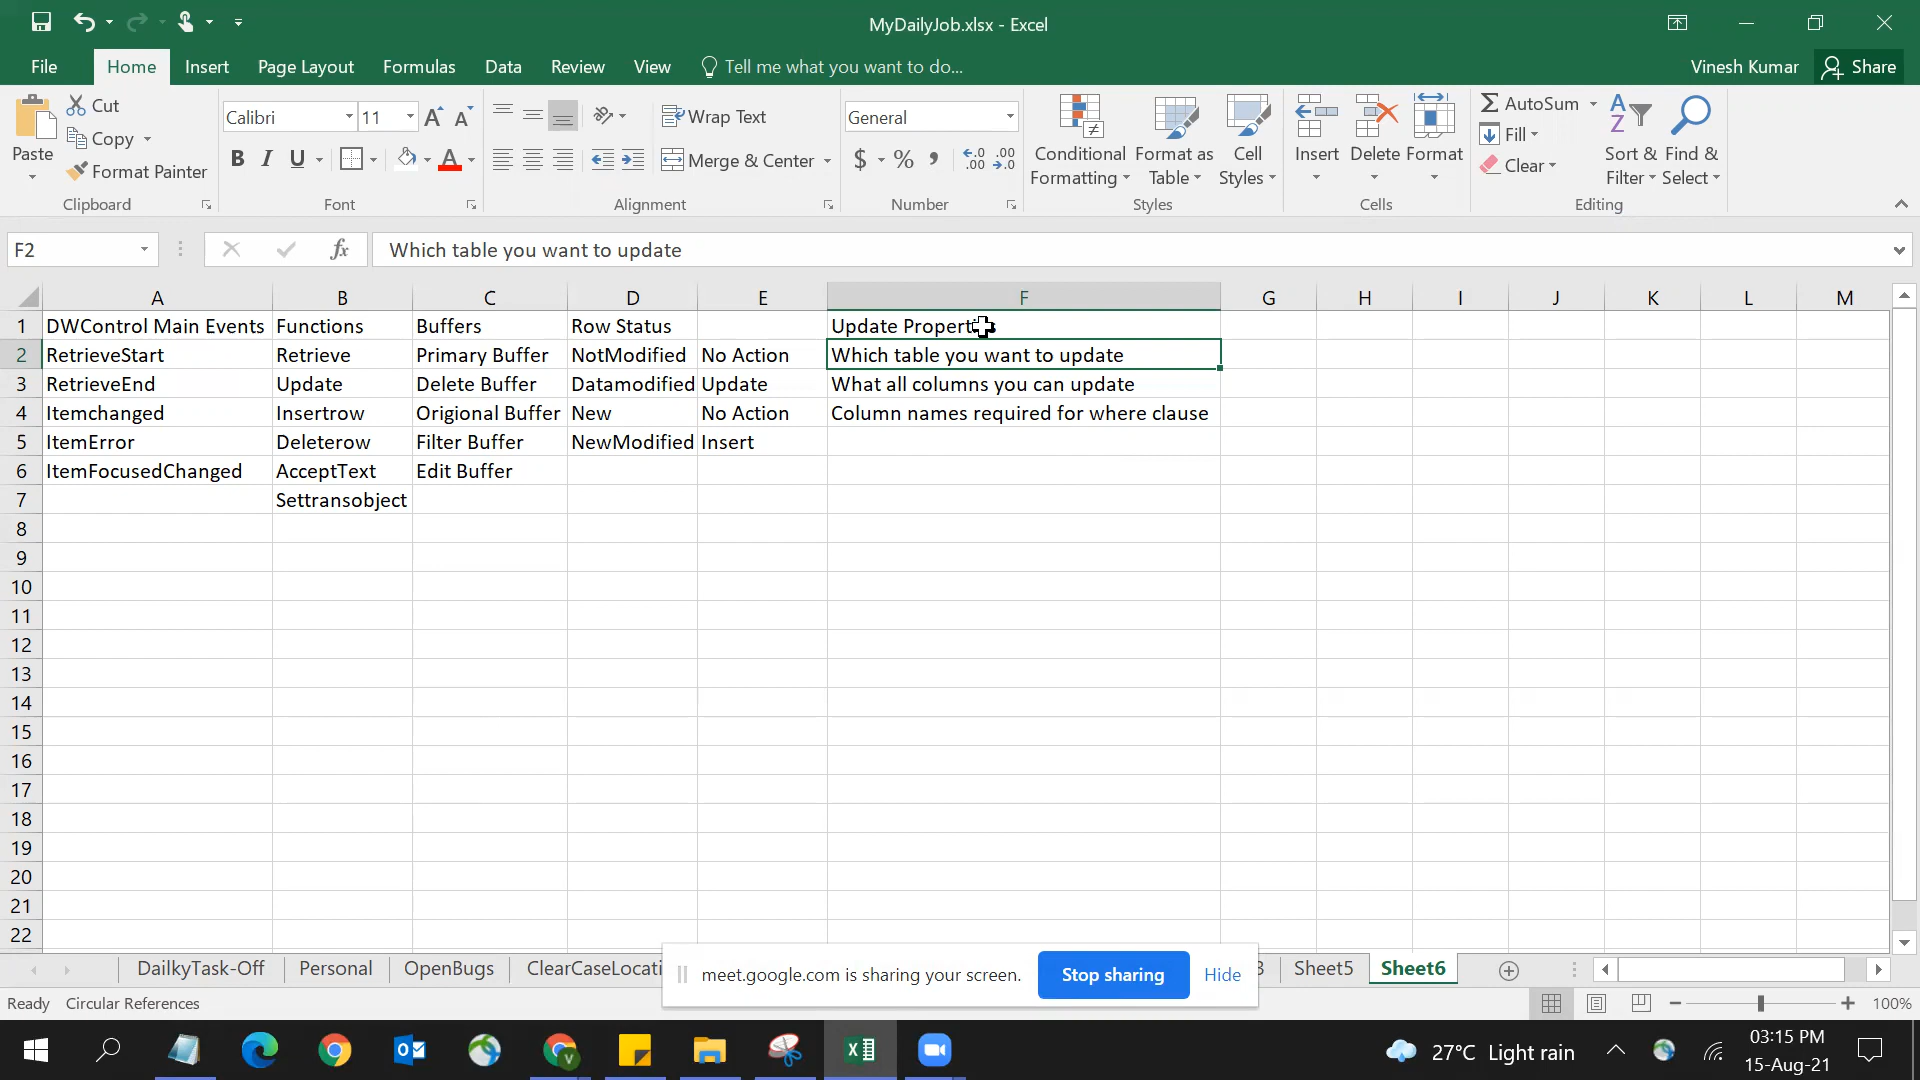 MyDailyJob.xlsx - Excel
File Home Insert Page Layout Formulas Data Review View Tell me what you want to do... Vinesh Kumar Share
Paste
Cut
Copy
Format Painter
Clipboard
Calibri 11
B I U
Font
Wrap Text
Merge & Center
Alignment
General
$ % , .0 .00 .00 .0
Number
Conditional Formatting
Format as Table
Cell Styles
Styles
Insert Delete Format
Cells
AutoSum
Fill
Clear
Sort & Filter
Find & Select
Editing
F2 fx Which table you want to update
A B C D E F G H I J K L M
1 DWControl Main Events Functions Buffers Row Status Update
2 RetrieveStart Retrieve Primary Buffer NotModified No Action Which table you want to update
3 RetrieveEnd Update Delete Buffer Datamodified Update What all columns you can update
4 Itemchanged Insertrow Origional Buffer New No Action Column names required for where clause
5 ItemError Deleterow Filter Buffer NewModified Insert
6 ItemFocusedChanged AcceptText Edit Buffer
7 Settransobject
8
9
10
11
12
13
14
15
16
17
18
19
20
21
22
DailkyTask-Off Personal OpenBugs Sheet5 Sheet6
meet.google.com is sharing your screen. Stop sharing Hide
Ready Circular References 100%
27°C Light rain 03:15 PM
15-Aug-21